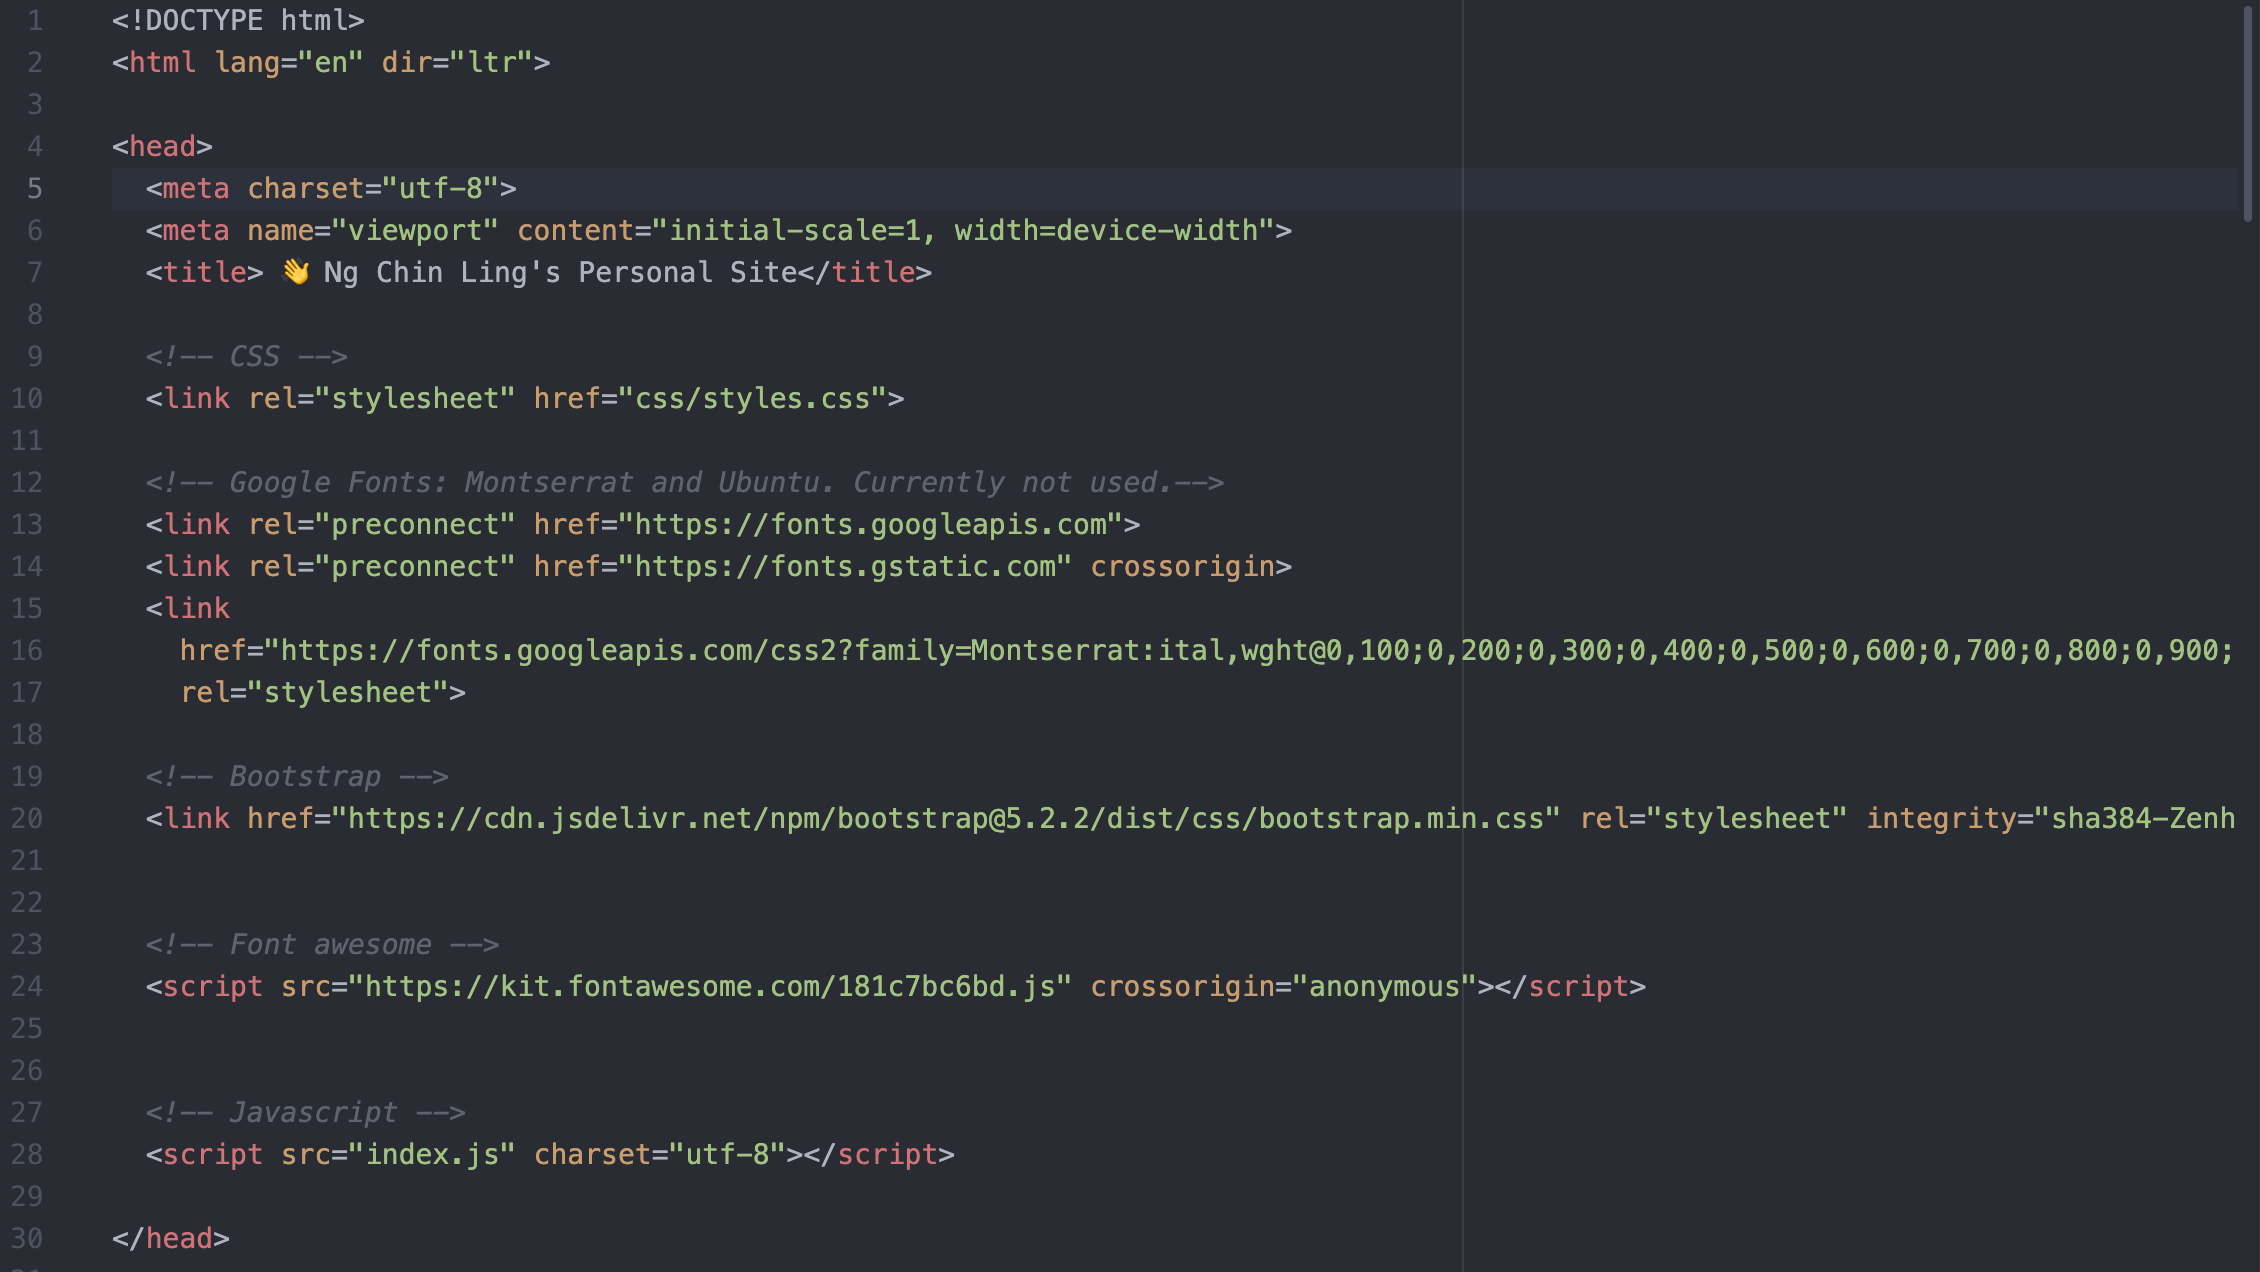 1 <!DOCTYPE html>
2 <html lang="en" dir="ltr">
3
4 <head>
5   <meta charset="utf-8">
6   <meta name="viewport" content="initial-scale=1, width=device-width">
7   <title> 👋 Ng Chin Ling's Personal Site</title>
8
9   <!-- CSS -->
10   <link rel="stylesheet" href="css/styles.css">
11
12   <!-- Google Fonts: Montserrat and Ubuntu. Currently not used.-->
13   <link rel="preconnect" href="https://fonts.googleapis.com">
14   <link rel="preconnect" href="https://fonts.gstatic.com" crossorigin>
15   <link
16     href="https://fonts.googleapis.com/css2?family=Montserrat:ital,wght@0,100;0,200;0,300;0,400;0,500;0,600;0,700;0,800;0,900;
17     rel="stylesheet">
18
19   <!-- Bootstrap -->
20   <link href="https://cdn.jsdelivr.net/npm/bootstrap@5.2.2/dist/css/bootstrap.min.css" rel="stylesheet" integrity="sha384-Zenh
21
22
23   <!-- Font awesome -->
24   <script src="https://kit.fontawesome.com/181c7bc6bd.js" crossorigin="anonymous"></script>
25
26
27   <!-- Javascript -->
28   <script src="index.js" charset="utf-8"></script>
29
30 </head>